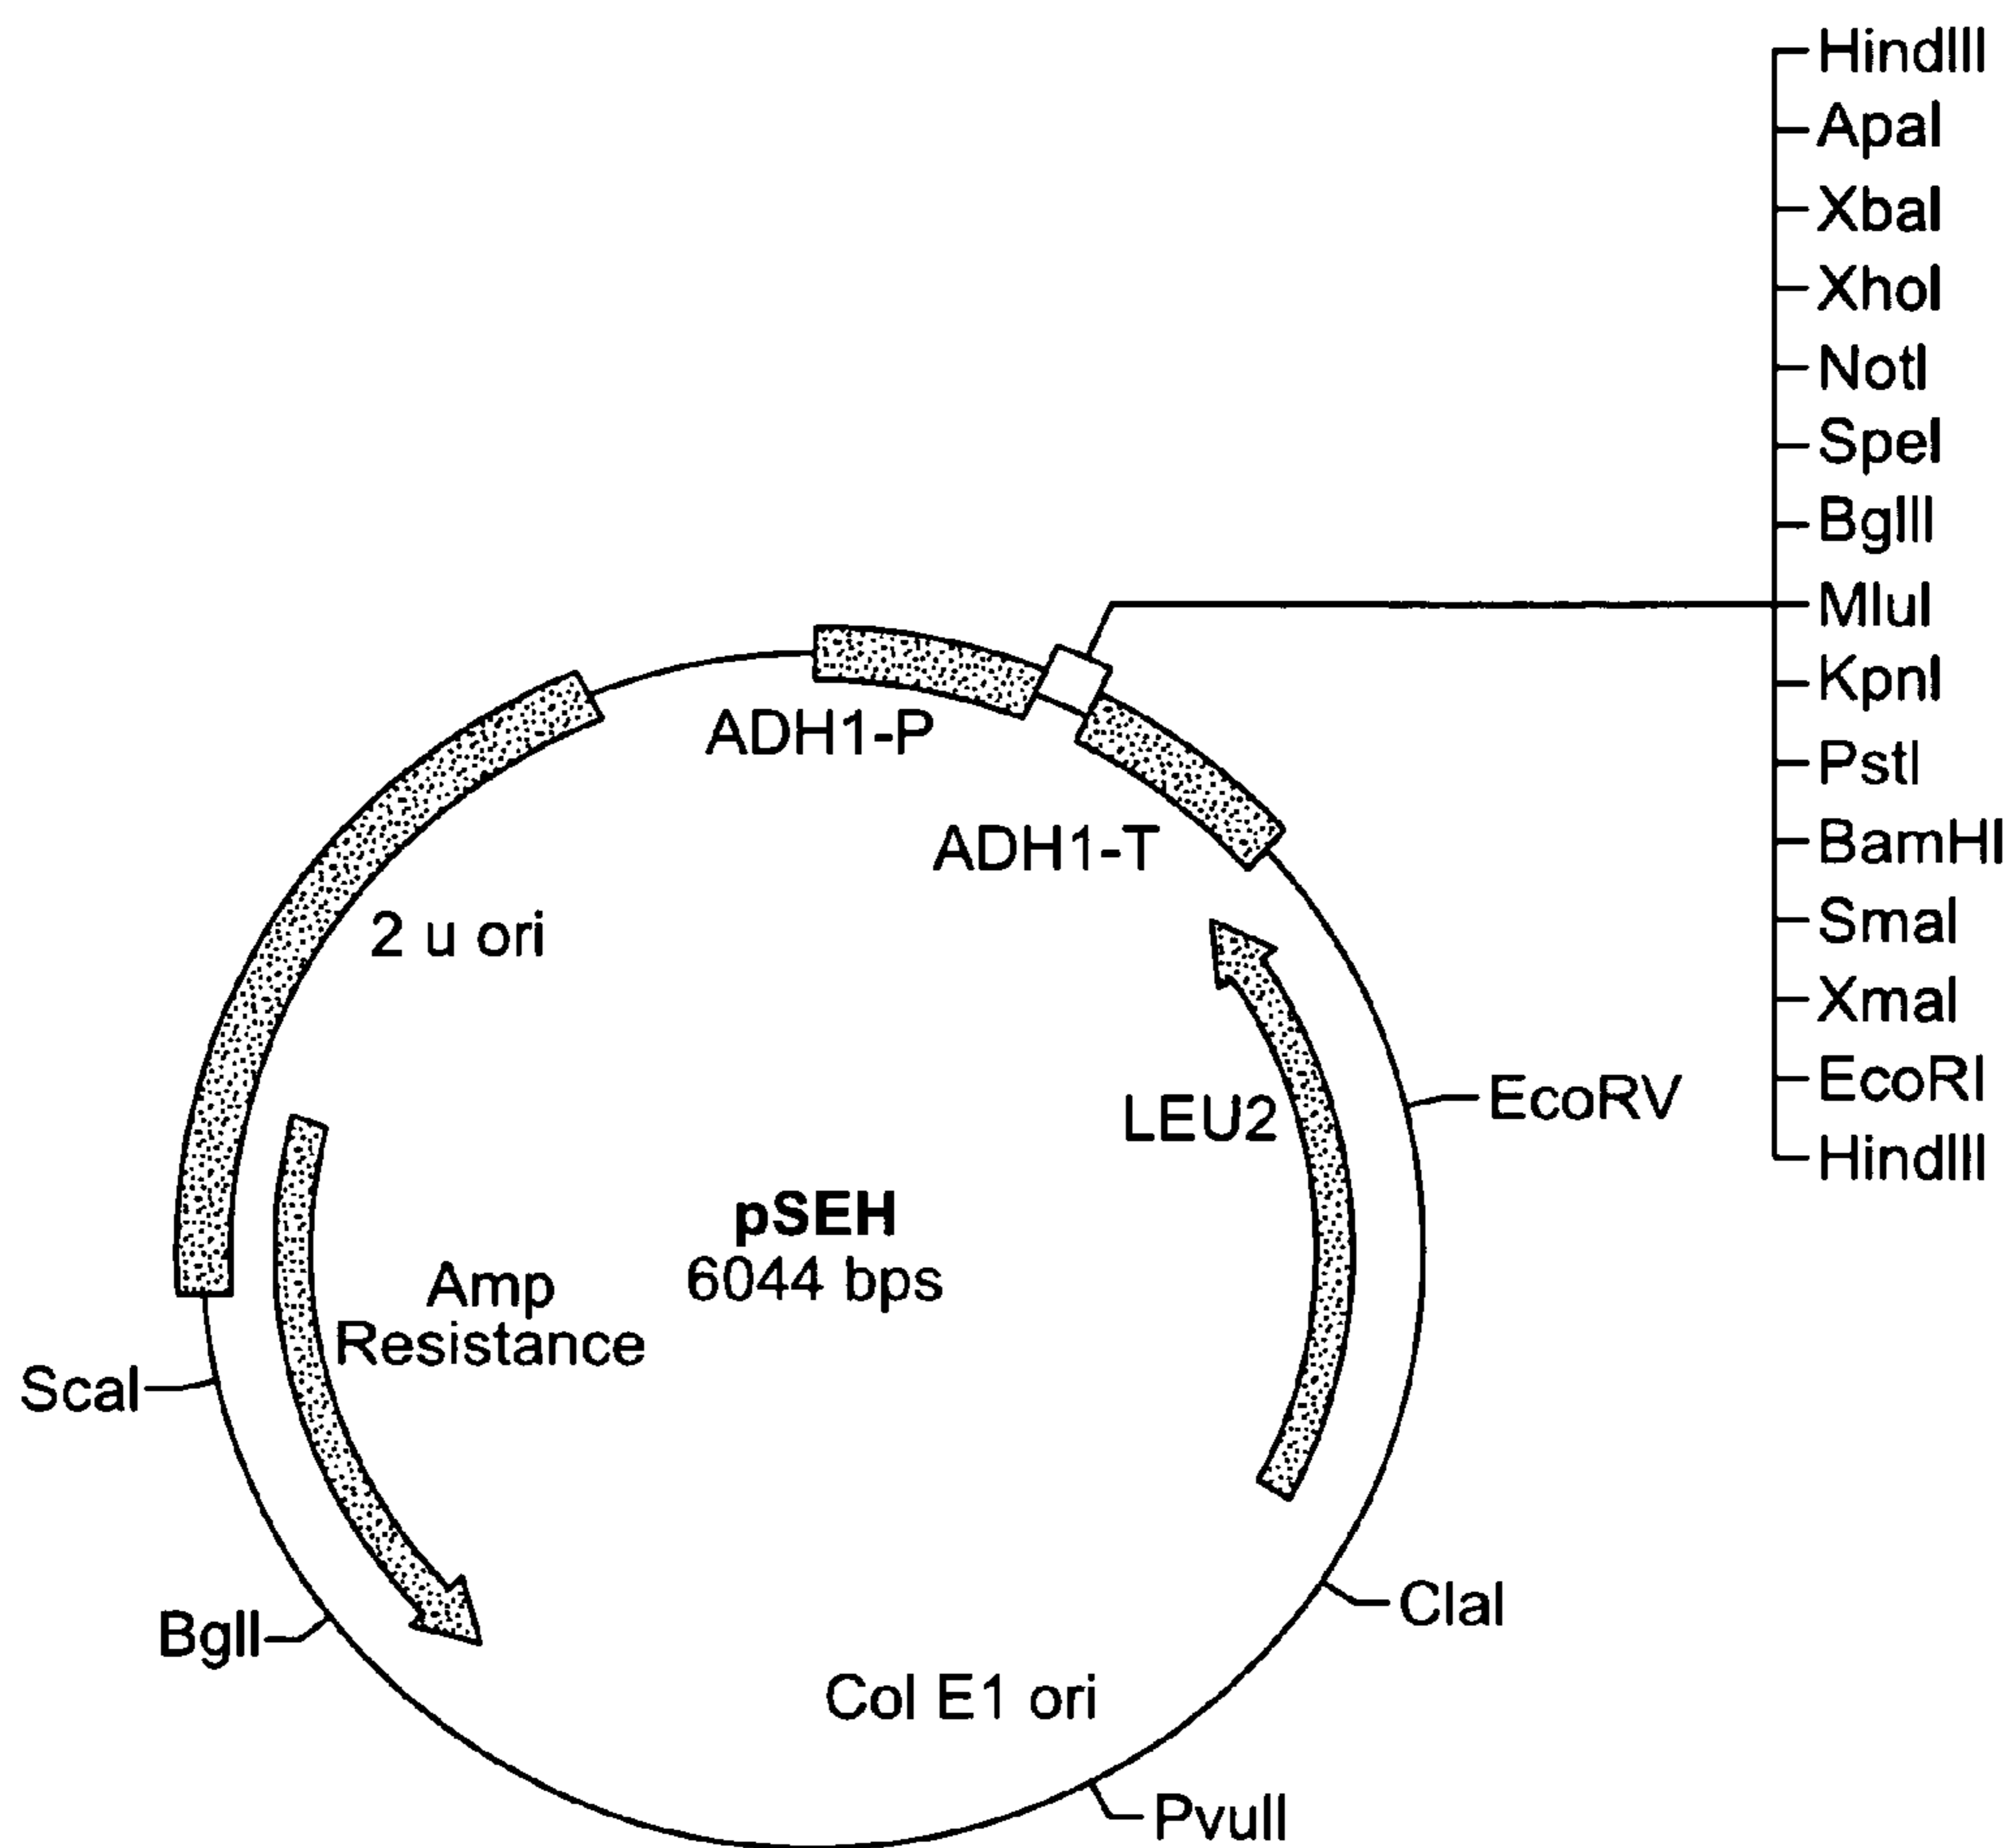 HindIII
ApaI
XbaI
XhoI
NotI
SpeI
BglII
MluI
KpnI
PstI
BamHI
SmaI
XmaI
EcoRI
HindIII
ADH1-P
ADH1-T
2 u ori
LEU2
EcoRV
pSEH
6044 bps
Amp
Resistance
ScaI
BglI
ClaI
Col E1 ori
PvuII